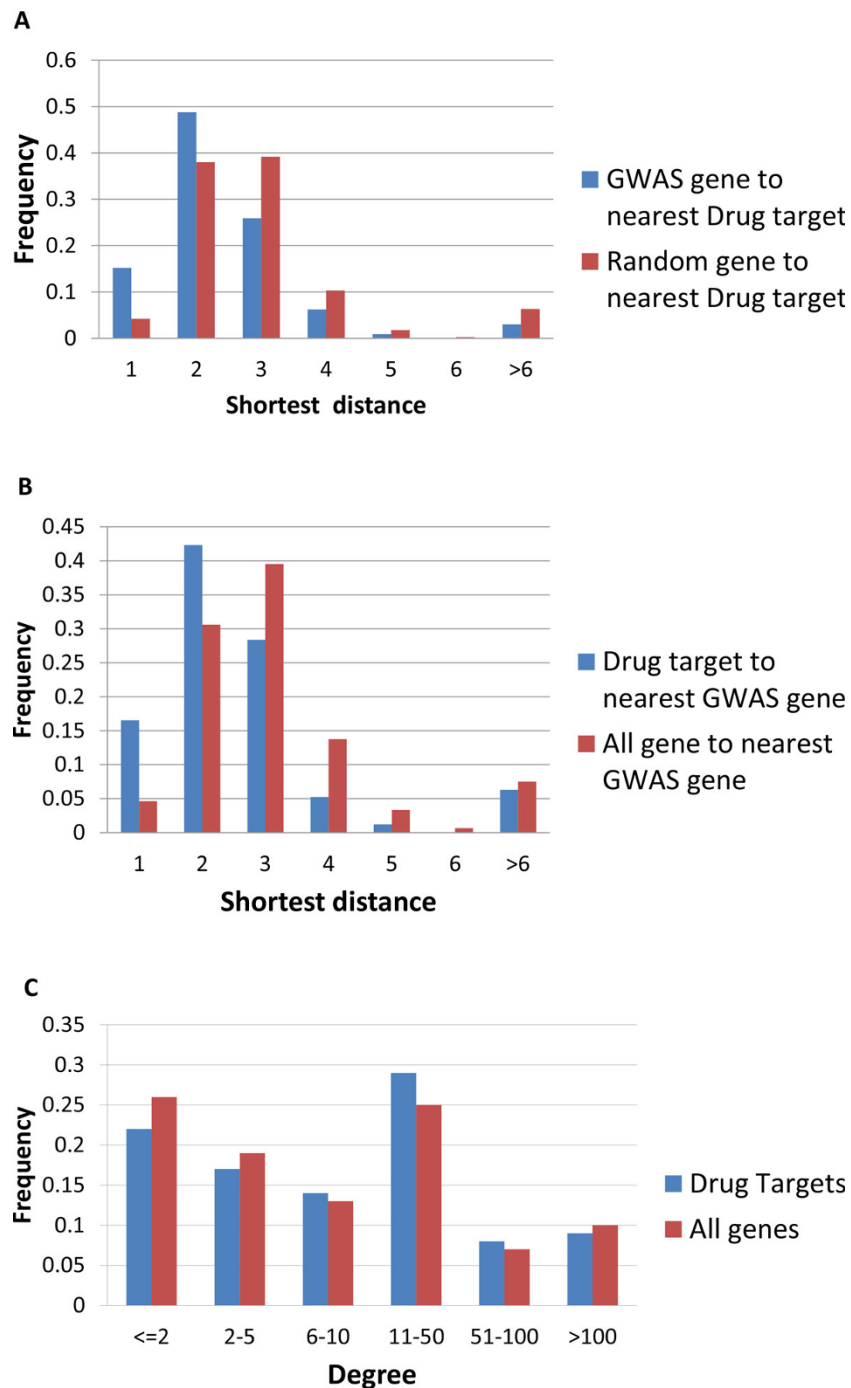 A
0.6
0.5
0.4
0.3
0.2
0.1
0
Frequency
1 2 3 4 5 6 >6
Shortest distance
GWAS gene to
nearest Drug target
Random gene to
nearest Drug target
B
0.45
0.4
0.35
0.3
0.25
0.2
0.15
0.1
0.05
0
Frequency
1 2 3 4 5 6 >6
Shortest distance
Drug target to
nearest GWAS gene
All gene to nearest
GWAS gene
C
0.35
0.3
0.25
0.2
0.15
0.1
0.05
0
Frequency
<=2 2-5 6-10 11-50 51-100 >100
Degree
Drug Targets
All genes